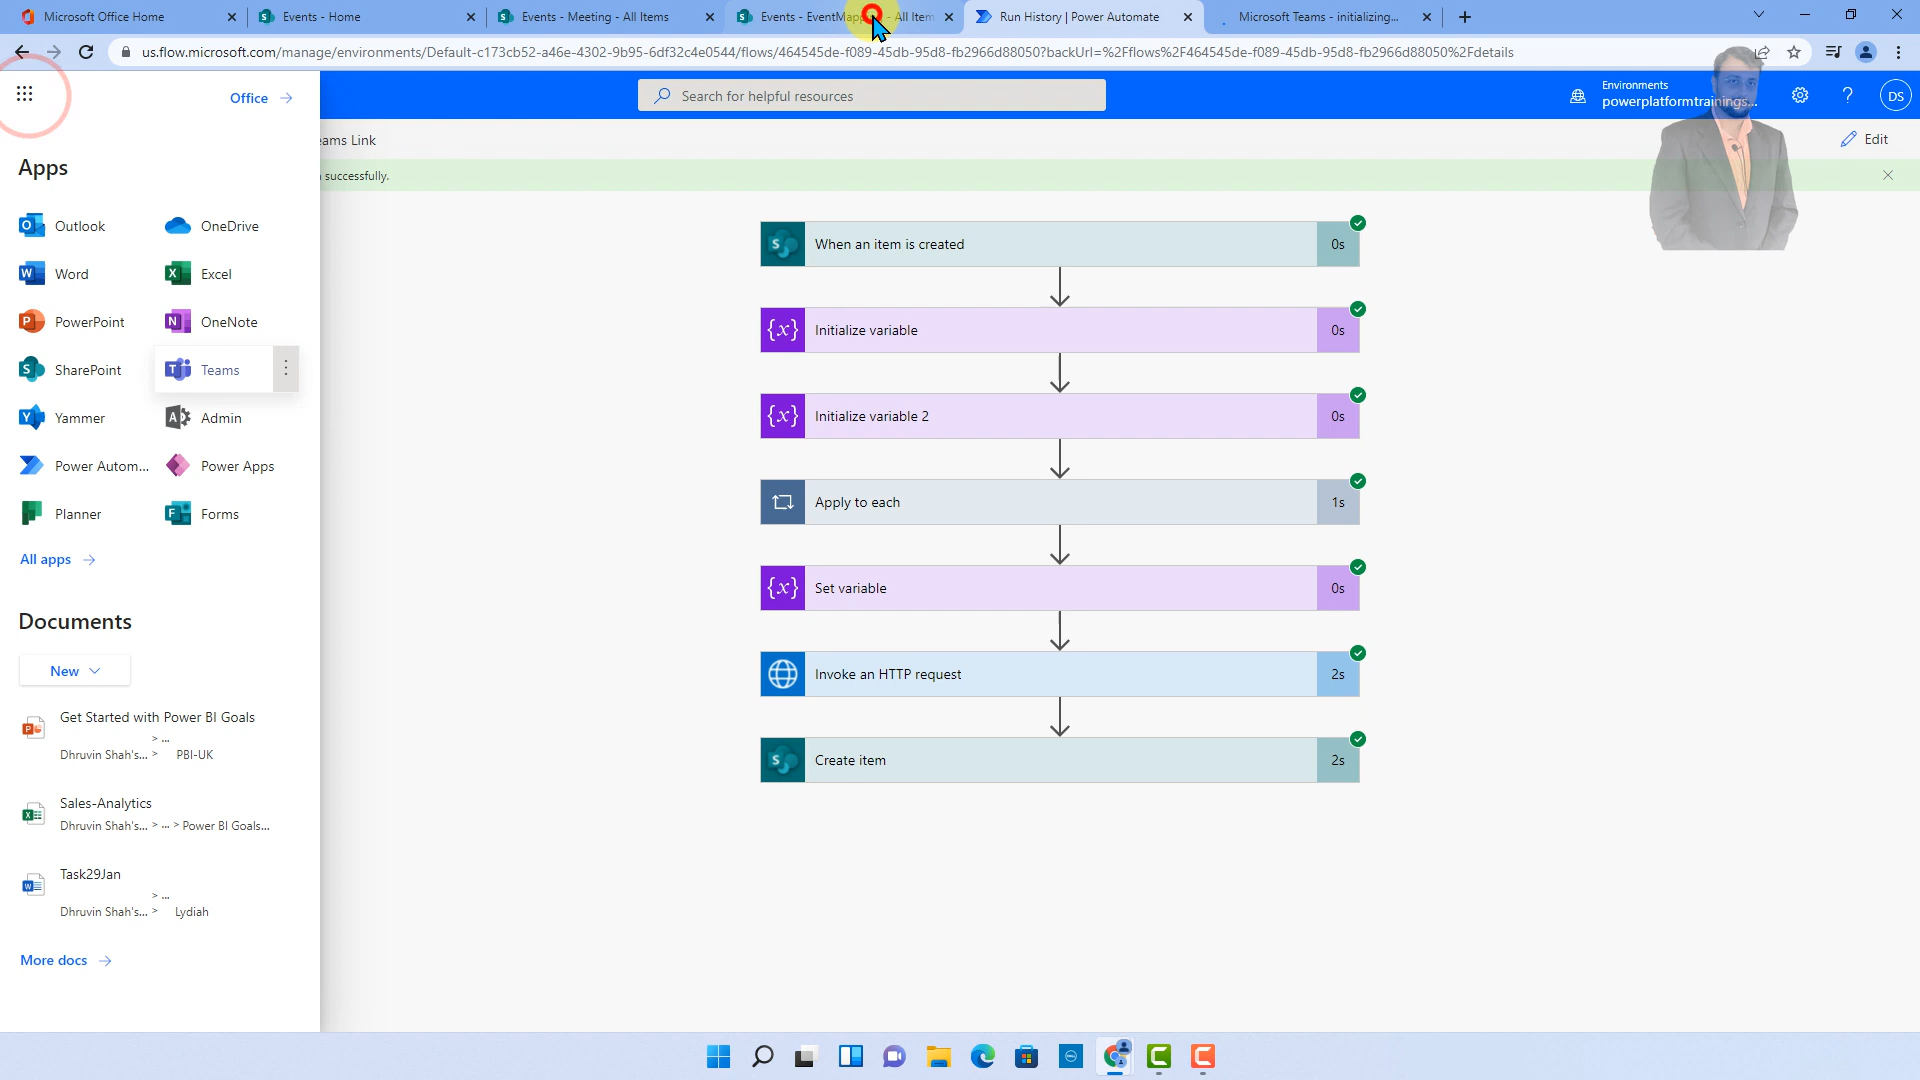 Microsoft Office Home
Events - Home
Events - Meeting - All Items
Events - EventMapp - All Item
Run History | Power Automate
Microsoft Teams - initializing...
us.flow.microsoft.com/manage/environments/Default-c173cb52-a46e-4302-9b95-6df32c4e0544/flows/464545de-f089-45db-95d8-fb2966d88050?backUrl=%2Fflows%2F464545de-f089-45db-95d8-fb2966d88050%2Fdetails
Office
Search for helpful resources
Environments
powerplatformtrainings...
?
DS
eams Link
Edit
successfully.
Apps
Outlook
OneDrive
Word
Excel
PowerPoint
OneNote
SharePoint
Teams
Yammer
Admin
Power Autom...
Power Apps
Planner
Forms
All apps
Documents
New
Get Started with Power BI Goals
> ...
Dhruvin Shah's... > PBI-UK
Sales-Analytics
Dhruvin Shah's... > ... > Power BI Goals...
Task29Jan
> ...
Dhruvin Shah's... > Lydiah
More docs
When an item is created
0s
Initialize variable
0s
Initialize variable 2
0s
Apply to each
1s
Set variable
0s
Invoke an HTTP request
2s
Create item
2s